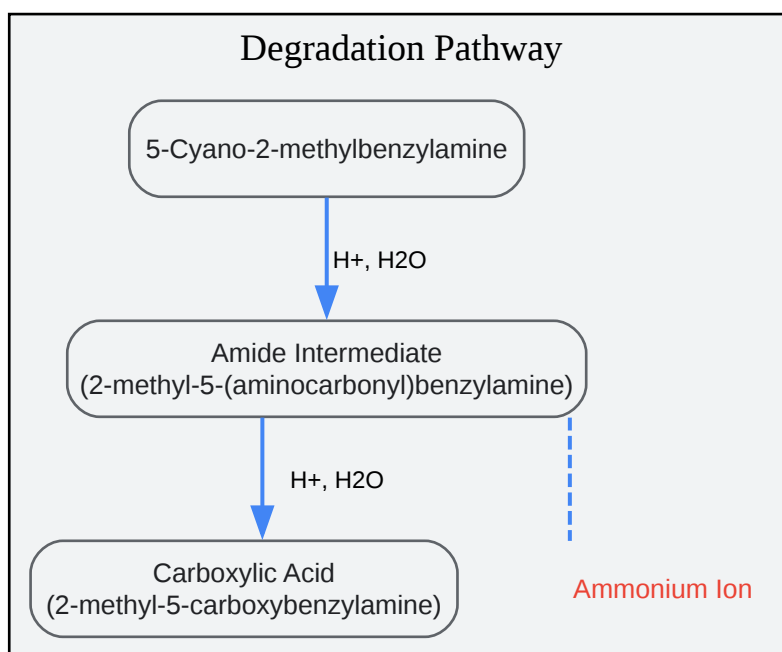 Degradation Pathway
5-Cyano-2-methylbenzylamine
H+, H2O
Amide Intermediate
(2-methyl-5-(aminocarbonyl)benzylamine)
H+, H2O
Carboxylic Acid
(2-methyl-5-carboxybenzylamine)
Ammonium Ion